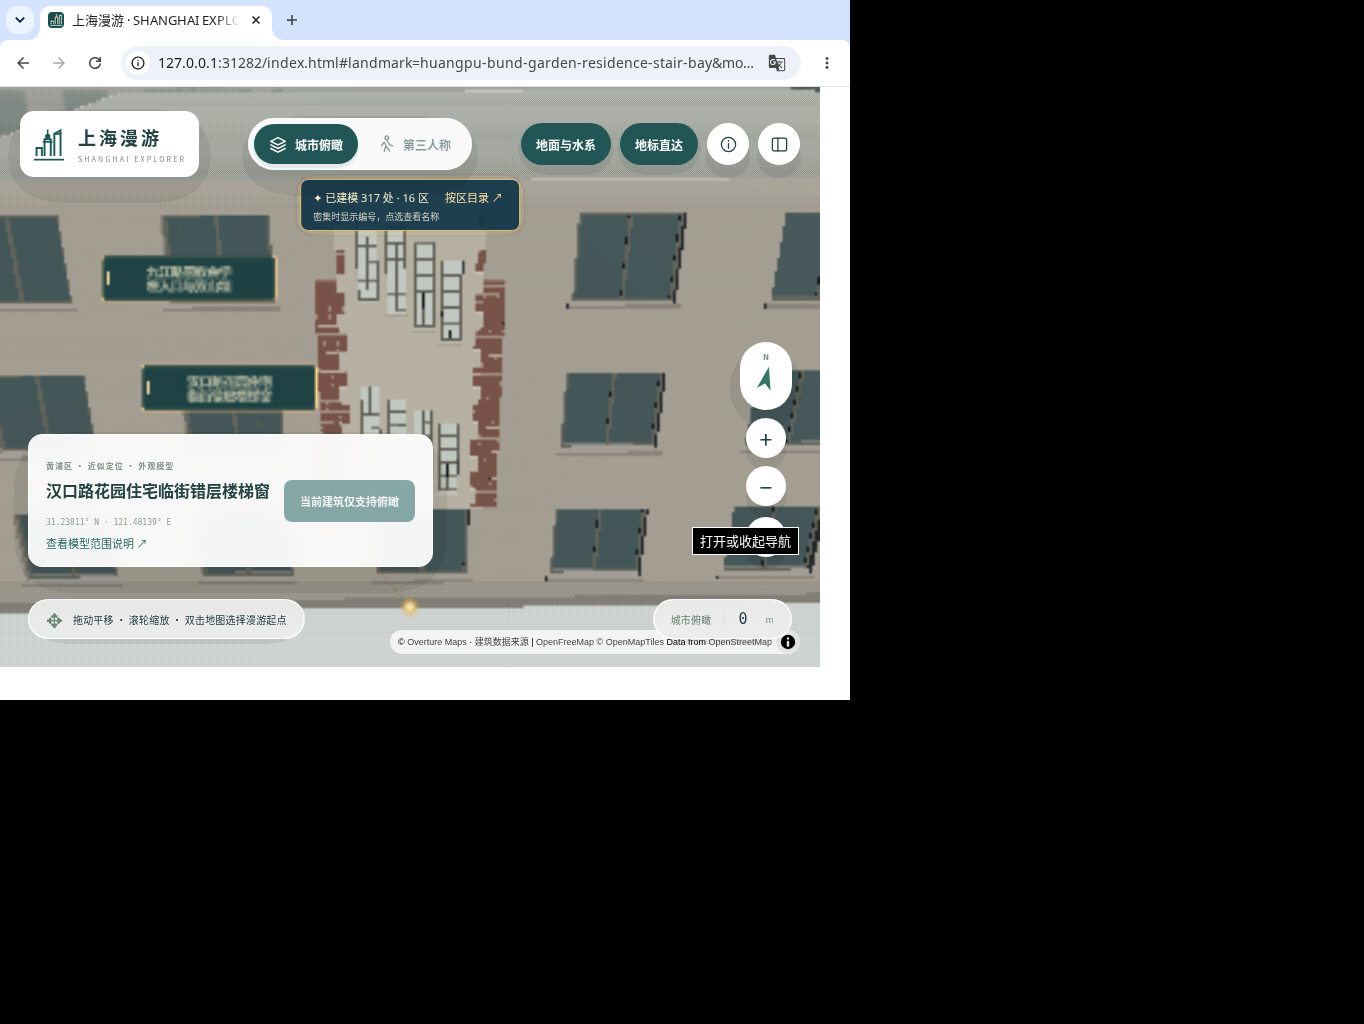 上海漫游 · SHANGHAI EXPLO
127.0.0.1:31282/index.html#landmark=huangpu-bund-garden-residence-stair-bay&mo...
上海漫游
SHANGHAI EXPLORER
城市俯瞰
第三人称
地面与水系
地标直达
✦ 已建模 317 处 · 16 区 按区目录 ↗
密集时显示编号，点选查看名称
N
黄浦区 · 近似定位 · 外观模型
汉口路花园住宅临街错层楼梯窗
当前建筑仅支持俯瞰
31.23811° N · 121.48139° E
查看模型范围说明 ↗
打开或收起导航
拖动平移 · 滚轮缩放 · 双击地图选择漫游起点
城市俯瞰 0 m
© Overture Maps · 建筑数据来源 | OpenFreeMap © OpenMapTiles Data from OpenStreetMap